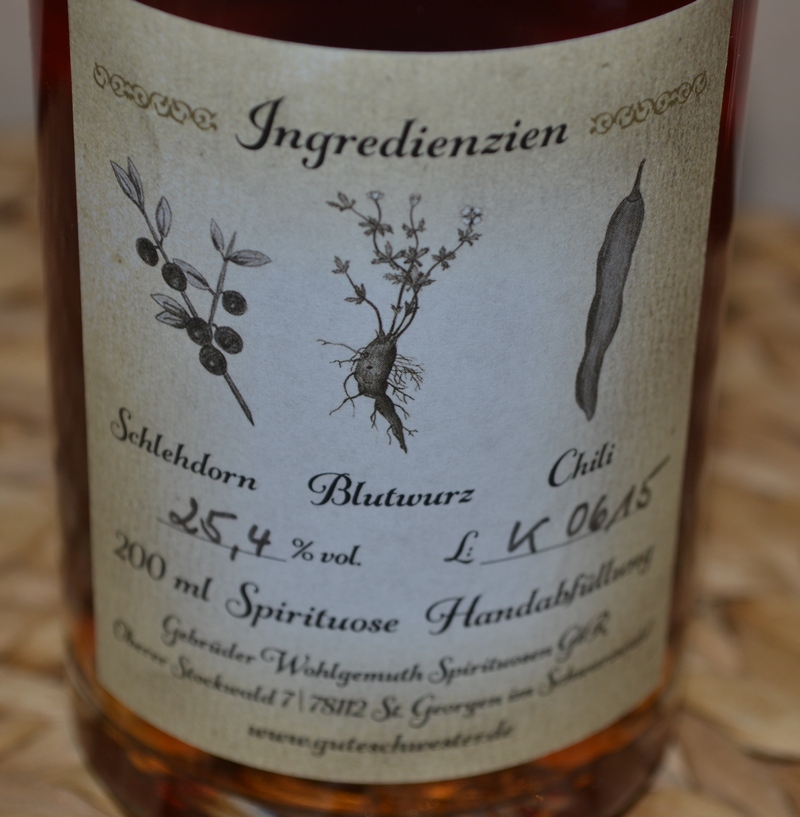 Ingredienzien
Schlehdorn Blutwurz Chili
25,4 % vol. L: K 0615
200 ml Spirituose Handabfüllung
Gebrüder Wohlgemuth Spirituosen GbR
Oberer Stockwald 7 | 78112 St. Georgen im Schwarzwald
www.guteschwester.de